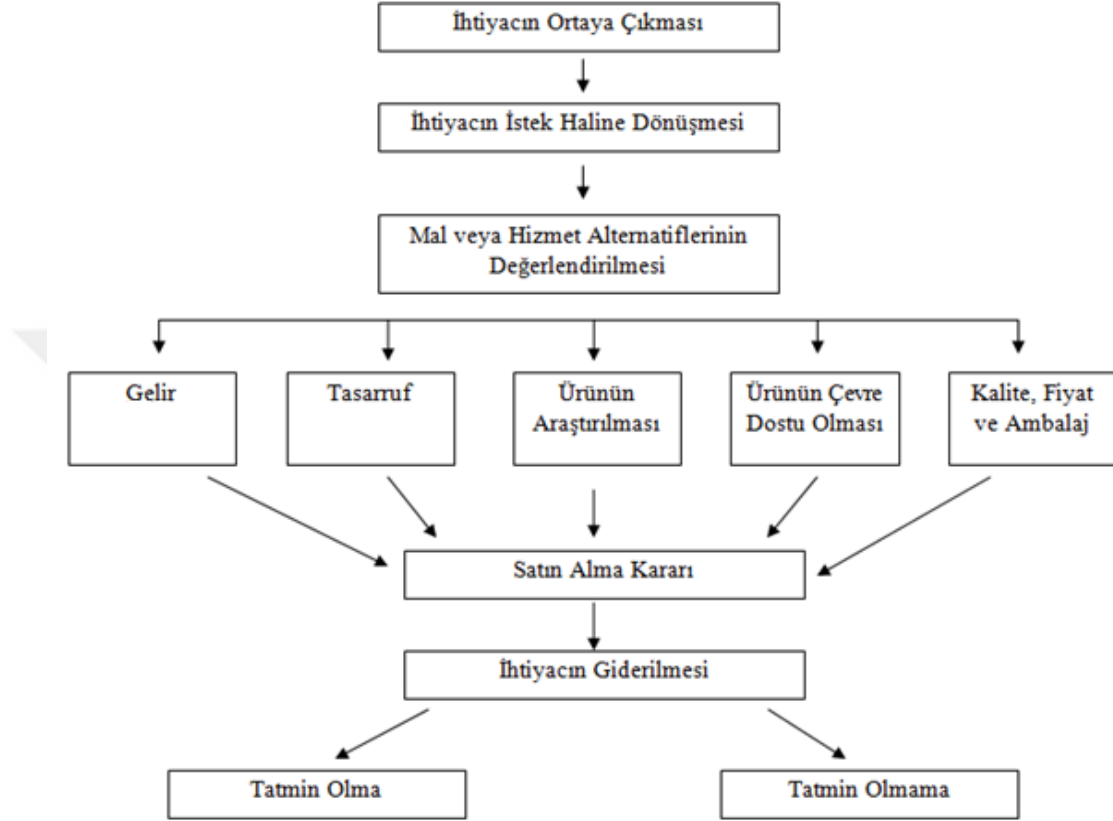 İhtiyacın Ortaya Çıkması
İhtiyacın İstek Haline Dönüşmesi
Mal veya Hizmet Alternatiflerinin
Değerlendirilmesi
Gelir
Tasarruf
Ürünün
Araştırılması
Ürünün Çevre
Dostu Olması
Kalite, Fiyat
ve Ambalaj
Satın Alma Kararı
İhtiyacın Giderilmesi
Tatmin Olma
Tatmin Olmama